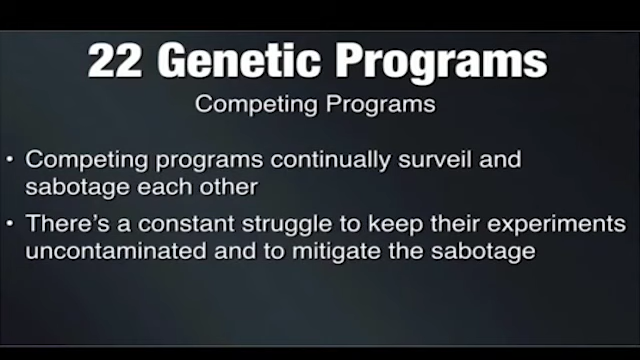 22 Genetic Programs
Competing Programs
• Competing programs continually surveil and
sabotage each other
• There's a constant struggle to keep their experiments
uncontaminated and to mitigate the sabotage